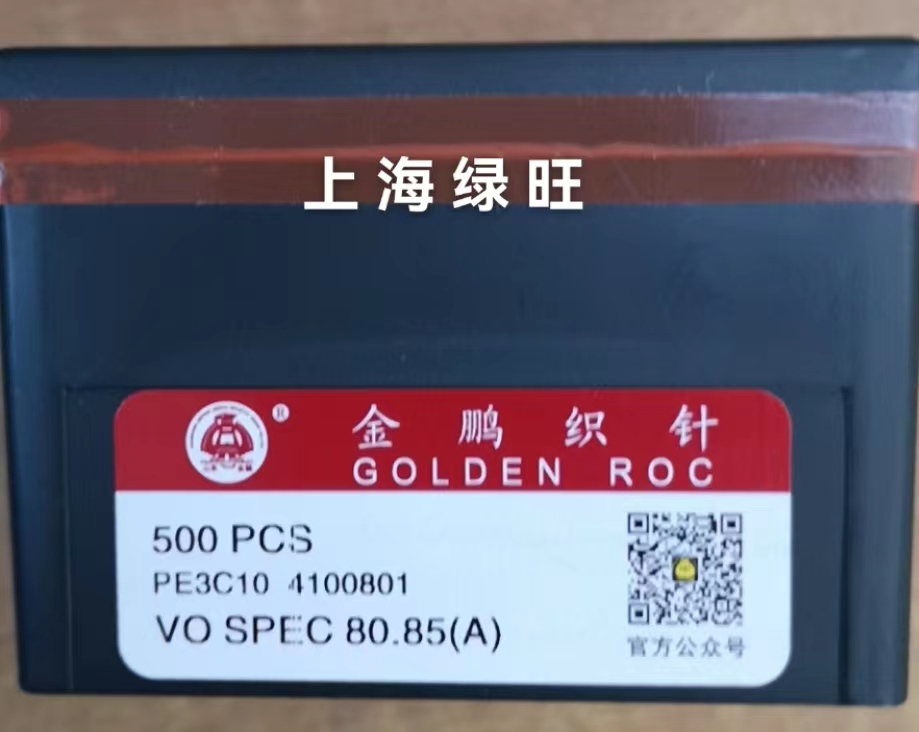 上海绿旺
®
金鹏织针
GOLDEN ROC
500 PCS
PE3C10 4100801
VO SPEC 80.85(A)
官方公众号